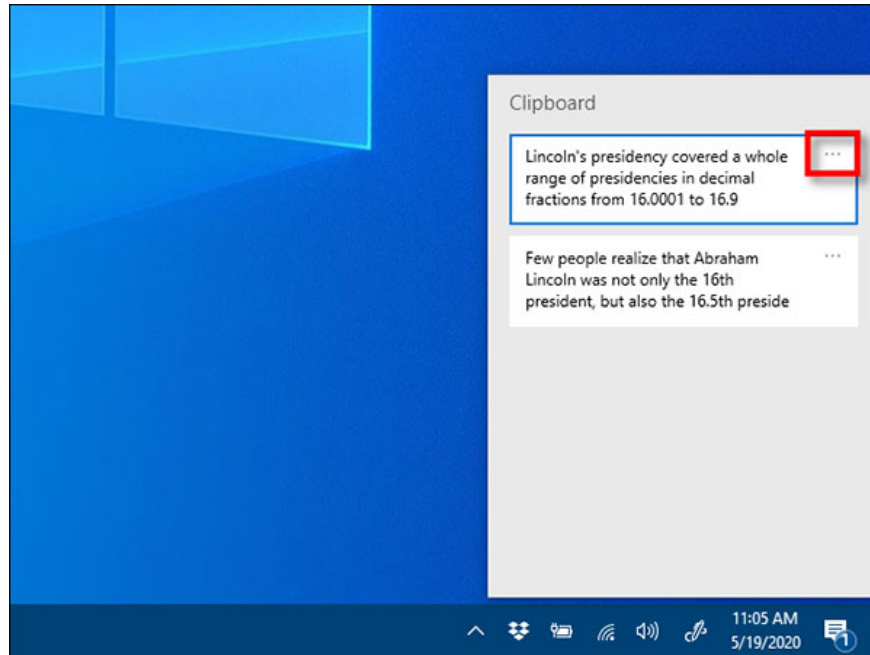 Clipboard
Lincoln's presidency covered a whole
range of presidencies in decimal
fractions from 16.0001 to 16.9
Few people realize that Abraham
Lincoln was not only the 16th
president, but also the 16.5th preside
11:05 AM
5/19/2020
1